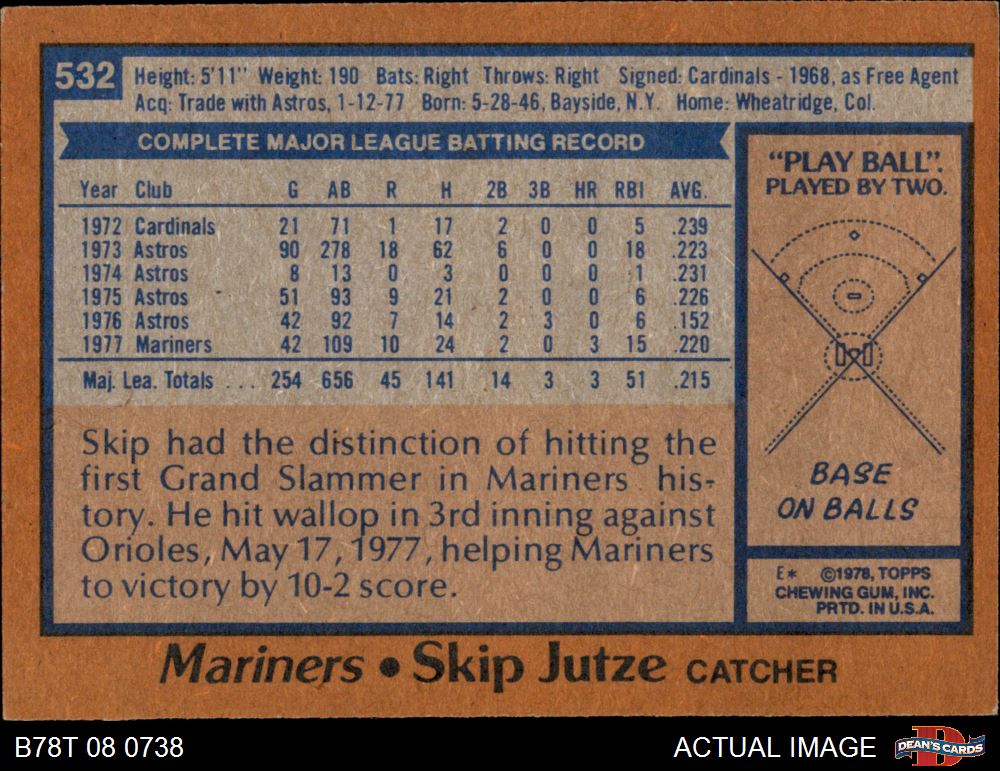 532
Height: 5'11" Weight: 190 Bats: Right Throws: Right Signed: Cardinals - 1968, as Free Agent
Acq: Trade with Astros, 1-12-77 Born: 5-28-46, Bayside, N.Y. Home: Wheatridge, Col.
COMPLETE MAJOR LEAGUE BATTING RECORD
Year Club G AB R H 2B 3B HR RBI AVG.
1972 Cardinals 21 71 1 17 2 0 0 5 .239
1973 Astros 90 278 18 62 6 0 0 18 .223
1974 Astros 8 13 0 3 0 0 0 1 .231
1975 Astros 51 93 9 21 2 0 0 6 .226
1976 Astros 42 92 7 14 2 3 0 6 .152
1977 Mariners 42 109 10 24 2 0 3 15 .220
Maj. Lea. Totals ... 254 656 45 141 14 3 3 51 .215
Skip had the distinction of hitting the
first Grand Slammer in Mariners his-
tory. He hit wallop in 3rd inning against
Orioles, May 17, 1977, helping Mariners
to victory by 10-2 score.
"PLAY BALL".
PLAYED BY TWO.
BASE
ON BALLS
E* ©1978, TOPPS
CHEWING GUM, INC.
PRTD. IN U.S.A.
Mariners • Skip Jutze CATCHER
B78T 08 0738
ACTUAL IMAGE
D
DEAN'S CARDS